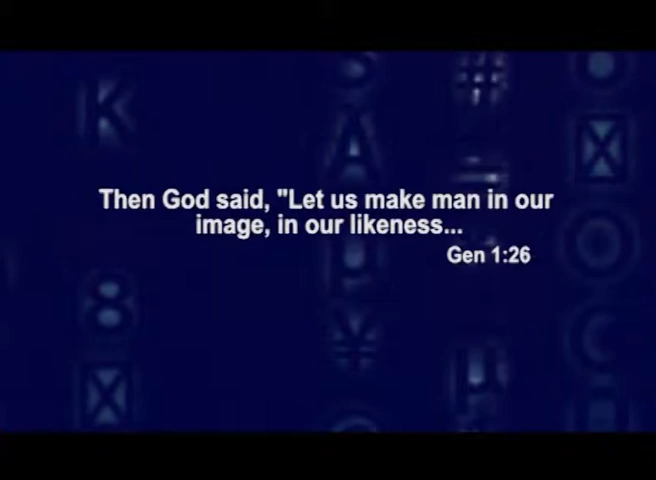 Then God said, "Let us make man in our
image, in our likeness...
Gen 1:26